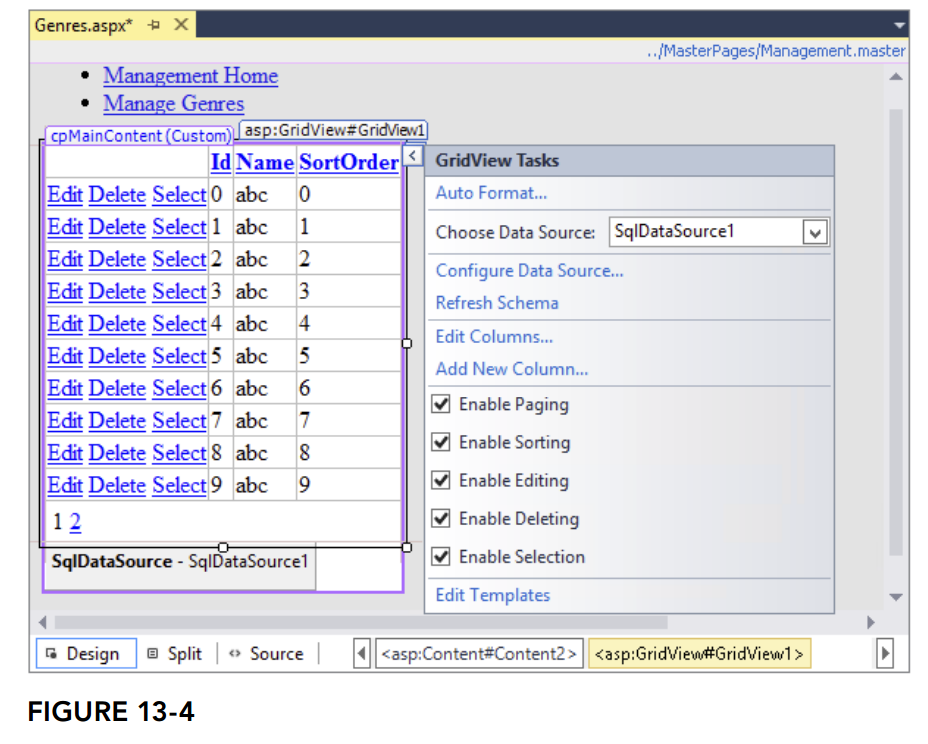 Genres.aspx*
../MasterPages/Management.master
• Management Home
• Manage Genres
cpMainContent (Custom) asp:GridView#GridView1
Id Name SortOrder
Edit Delete Select 0 abc 0
Edit Delete Select 1 abc 1
Edit Delete Select 2 abc 2
Edit Delete Select 3 abc 3
Edit Delete Select 4 abc 4
Edit Delete Select 5 abc 5
Edit Delete Select 6 abc 6
Edit Delete Select 7 abc 7
Edit Delete Select 8 abc 8
Edit Delete Select 9 abc 9
1 2
SqlDataSource - SqlDataSource1
GridView Tasks
Auto Format...
Choose Data Source: SqlDataSource1
Configure Data Source...
Refresh Schema
Edit Columns...
Add New Column...
Enable Paging
Enable Sorting
Enable Editing
Enable Deleting
Enable Selection
Edit Templates
Design Split Source <asp:Content#Content2> <asp:GridView#GridView1>
FIGURE 13-4